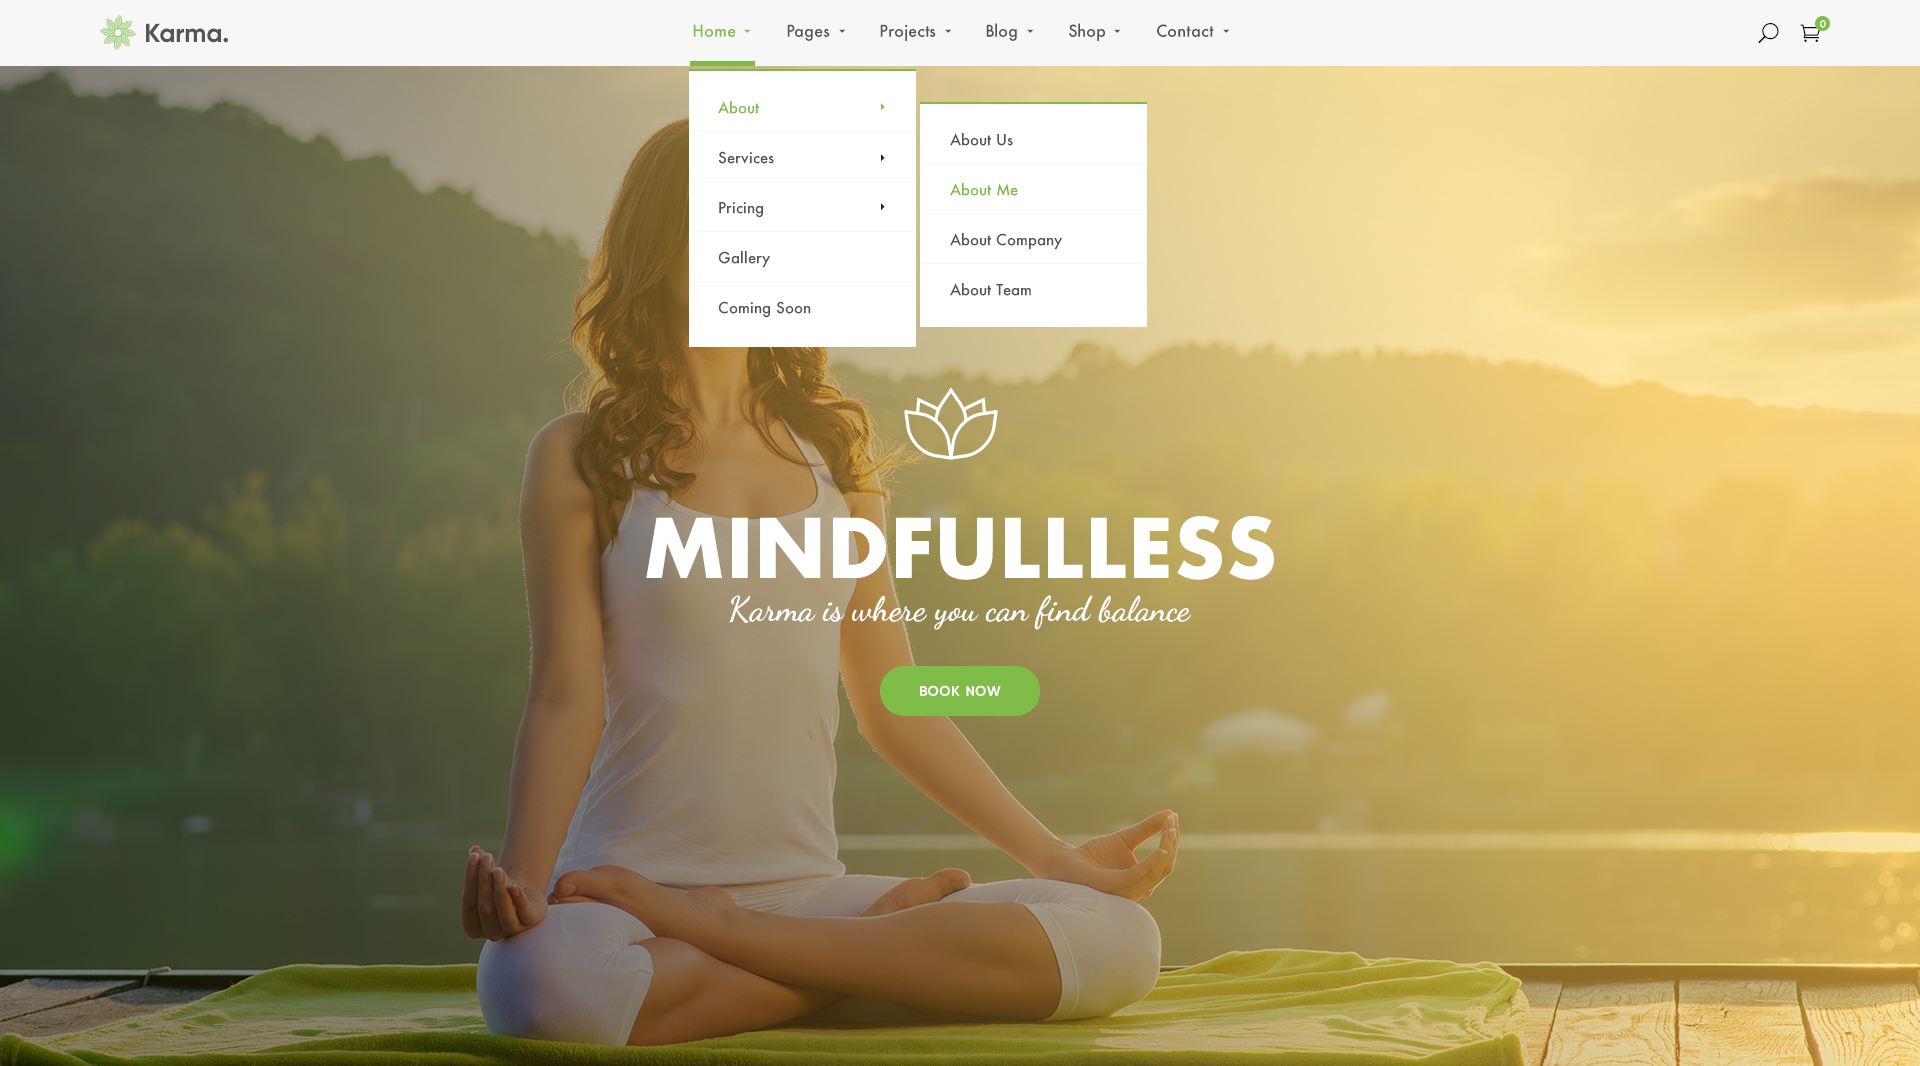 Karma.
Home
Pages
Projects
Blog
Shop
Contact
0
About
Services
Pricing
Gallery
Coming Soon
About Us
About Me
About Company
About Team
MINDFULLLESS
Karma is where you can find balance
BOOK NOW